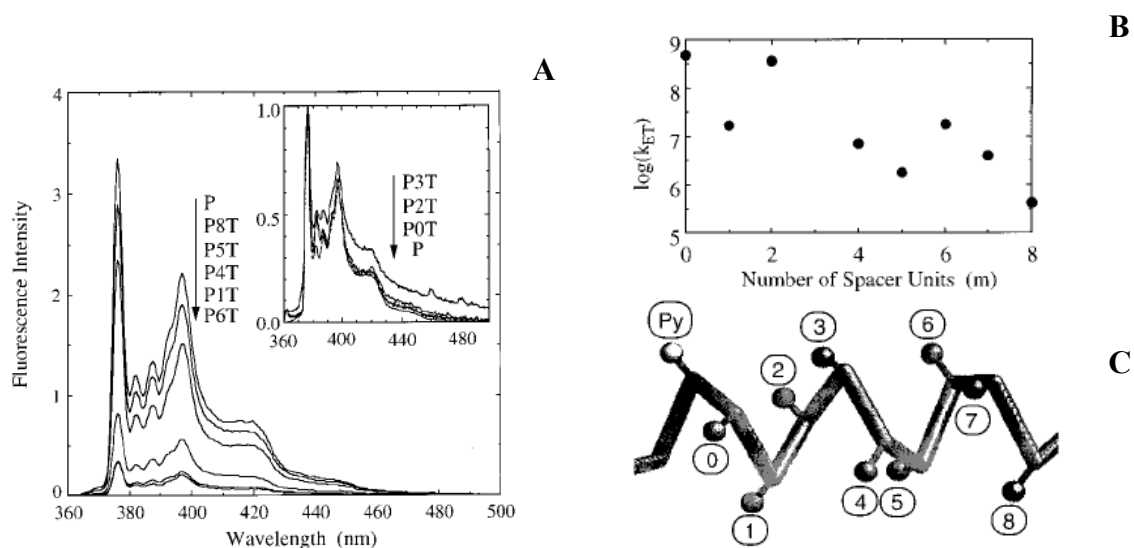 A
4
3
2
1
0
Fluorescence Intensity
P
P8T
P5T
P4T
P1T
P6T
1.0
0.5
0.0
P3T
P2T
P0T
P
360 400 440 480
360 380 400 420 440 460 480 500
Wavelength (nm)
B
9
8
7
6
5
log(k_ET)
0 2 4 6 8
Number of Spacer Units (m)
C
Py
3
6
2
7
0
4
5
1
8